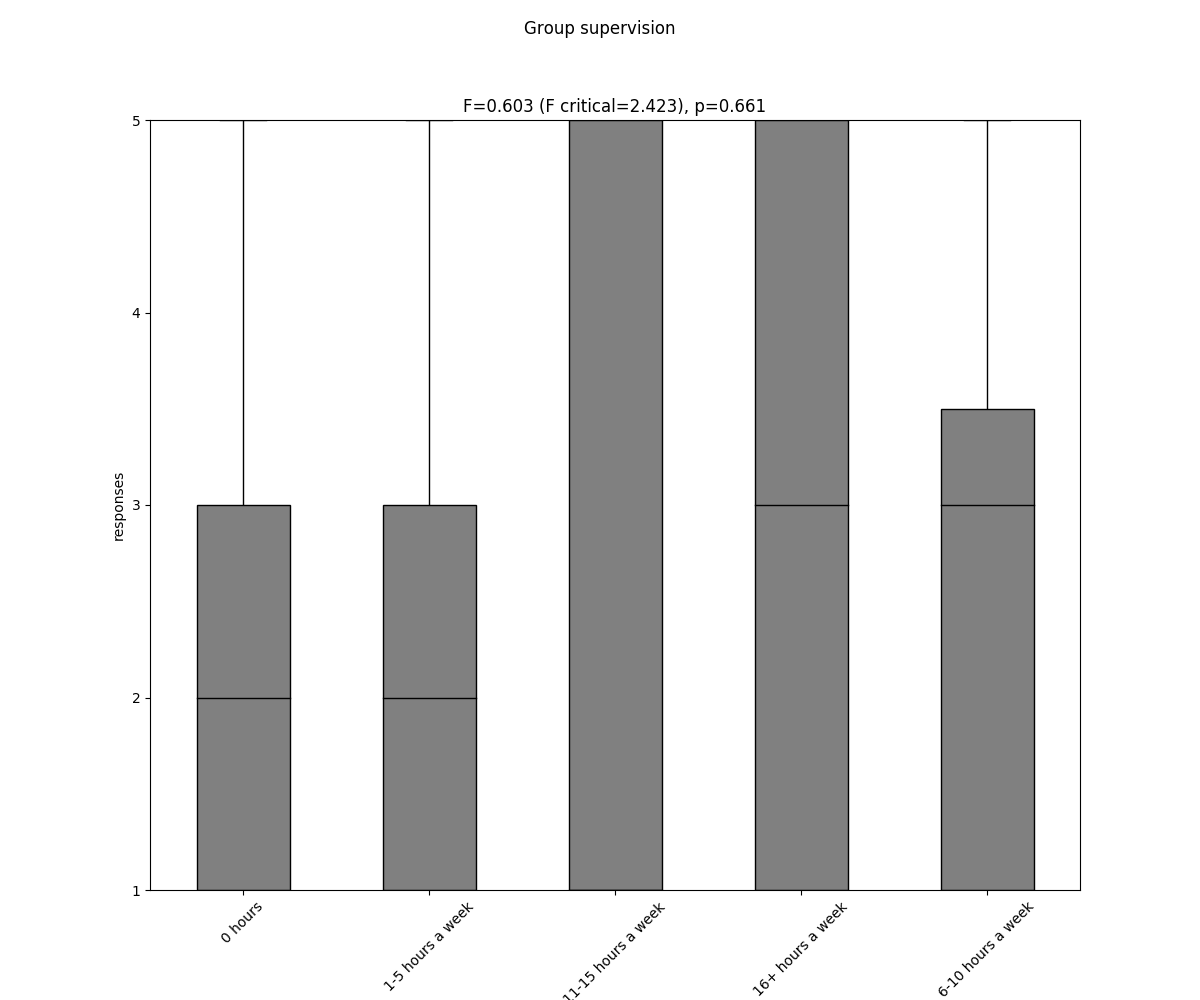 Group supervision
F=0.603 (F critical=2.423), p=0.661
5
4
3
2
1
responses
0 hours
1-5 hours a week
11-15 hours a week
16+ hours a week
6-10 hours a week